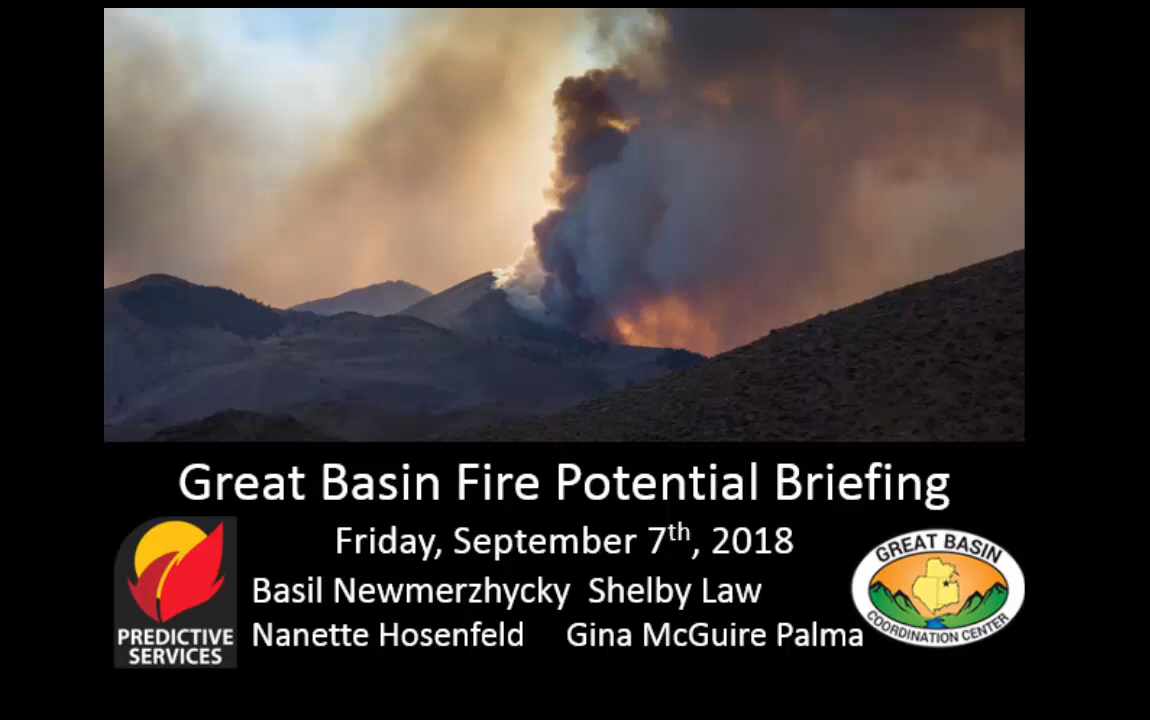 Great Basin Fire Potential Briefing
Friday, September 7th, 2018
Basil Newmerzhycky Shelby Law
Nanette Hosenfeld Gina McGuire Palma
PREDICTIVE
SERVICES
GREAT BASIN
COORDINATION CENTER